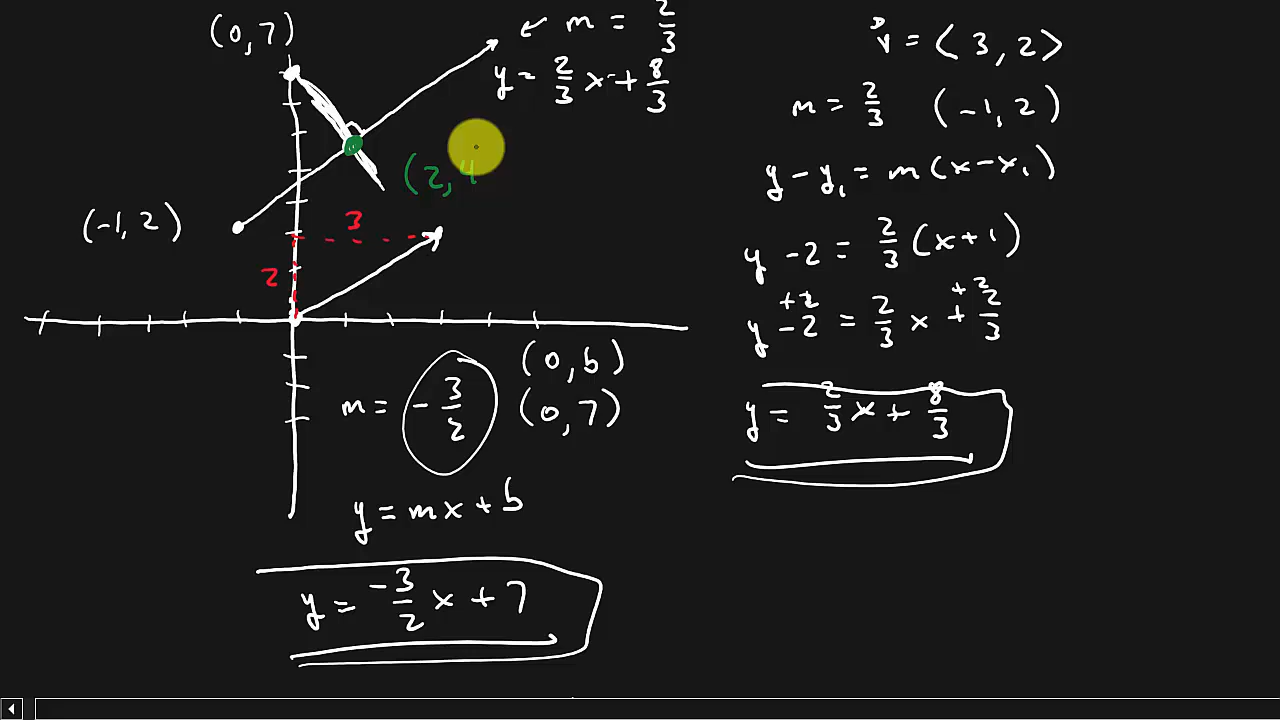 (0,7)
← m = 2/3
y = 2/3 x + 8/3
(2,4
(-1,2)
3
2
m = -3/2
(0,b)
(0,7)
y = mx + b
y = -3/2 x + 7
v = <3,2>
m = 2/3 (-1,2)
y - y₁ = m(x-x₁)
y - 2 = 2/3 (x+1)
+2 +2
y - 2 = 2/3 x + 2/3
y = 2/3 x + 8/3